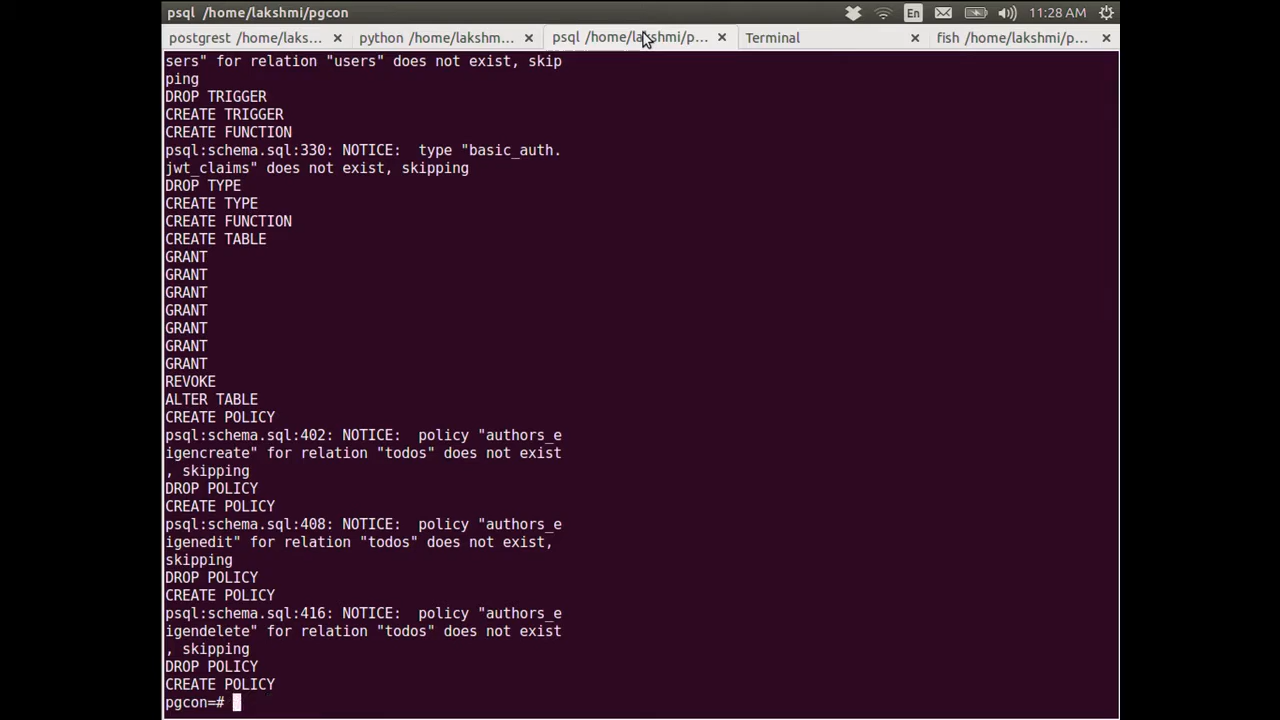 psql /home/lakshmi/pgcon
En
11:28 AM
postgrest /home/laks... ×
python /home/lakshm... ×
psql /home/lakshmi/p... ×
Terminal ×
fish /home/lakshmi/p... ×
sers" for relation "users" does not exist, skip
ping
DROP TRIGGER
CREATE TRIGGER
CREATE FUNCTION
psql:schema.sql:330: NOTICE:  type "basic_auth.
jwt_claims" does not exist, skipping
DROP TYPE
CREATE TYPE
CREATE FUNCTION
CREATE TABLE
GRANT
GRANT
GRANT
GRANT
GRANT
GRANT
GRANT
REVOKE
ALTER TABLE
CREATE POLICY
psql:schema.sql:402: NOTICE:  policy "authors_e
igencreate" for relation "todos" does not exist
, skipping
DROP POLICY
CREATE POLICY
psql:schema.sql:408: NOTICE:  policy "authors_e
igenedit" for relation "todos" does not exist,
skipping
DROP POLICY
CREATE POLICY
psql:schema.sql:416: NOTICE:  policy "authors_e
igendelete" for relation "todos" does not exist
, skipping
DROP POLICY
CREATE POLICY
pgcon=#